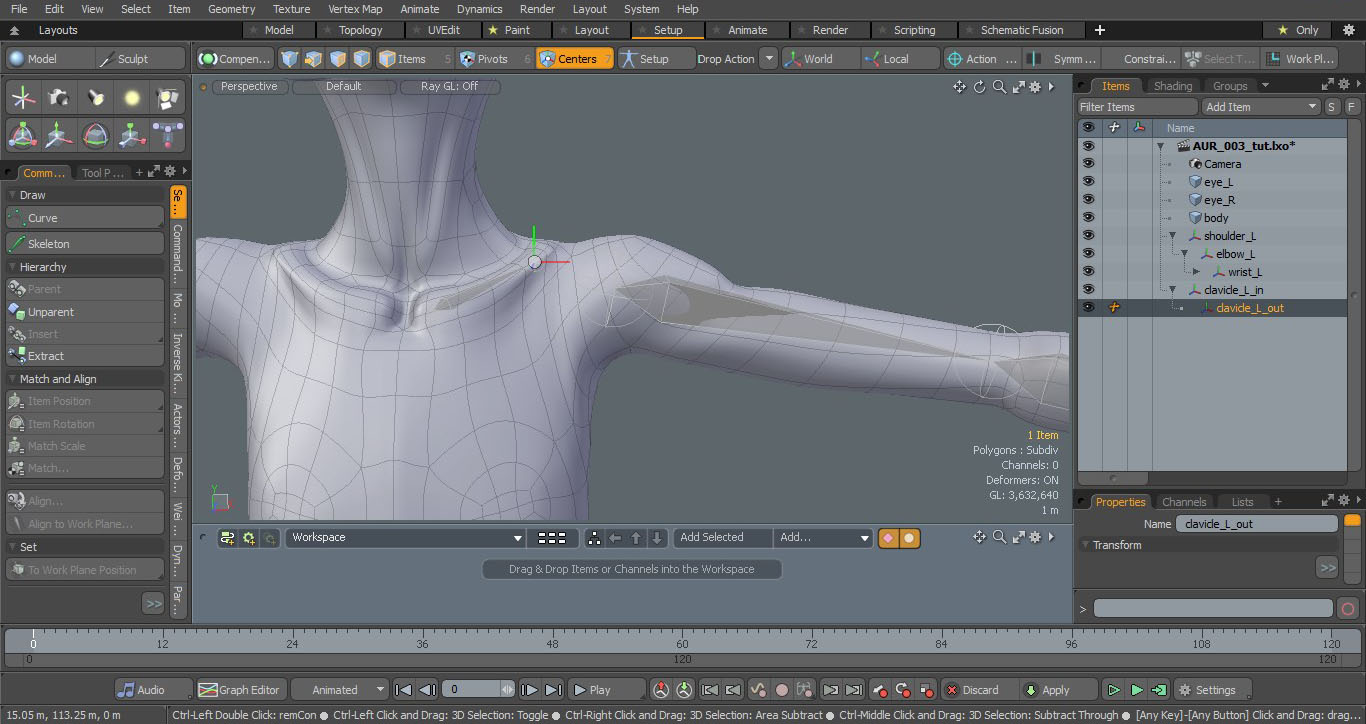 File Edit View Select Item Geometry Texture Vertex Map Animate Dynamics Render Layout System Help
Layouts Model Topology UVEdit Paint Layout Setup Animate Render Scripting Schematic Fusion + Only
Model Sculpt Compen... Items 5 Pivots 6 Centers 7 Setup Drop Action World Local Action ... Symm ... Constrai... Select T... Work Pl...
Perspective Default Ray GL: Off
Items Shading Groups
Filter Items Add Item S F
Name
AUR_003_tut.lxo*
Camera
eye_L
eye_R
body
shoulder_L
elbow_L
wrist_L
clavicle_L_in
clavicle_L_out
Comm... Tool P ... +
Draw
Curve
Skeleton
Hierarchy
Parent
Unparent
Insert
Extract
Match and Align
Item Position
Item Rotation
Match Scale
Match...
Align...
Align to Work Plane...
Set
To Work Plane Position
>>
Se ...
Command...
Mo ...
Inverse Ki...
Actors...
Defo...
Wei ...
Dyn...
Par ...
1 Item
Polygons : Subdiv
Channels: 0
Deformers: ON
GL: 3,632,640
1 m
Y
Workspace Add Selected Add...
Drag & Drop Items or Channels into the Workspace
Properties Channels Lists +
Name clavicle_L_out
Transform
>>
>
0 12 24 36 48 60 72 84 96 108 120
0 120 120
Audio Graph Editor Animated 0 Play Discard Apply Settings
15.05 m, 113.25 m, 0 m Ctrl-Left Double Click: remCon ● Ctrl-Left Click and Drag: 3D Selection: Toggle ● Ctrl-Right Click and Drag: 3D Selection: Area Subtract ● Ctrl-Middle Click and Drag: 3D Selection: Subtract Through ● [Any Key]-[Any Button] Click and Drag: drag...